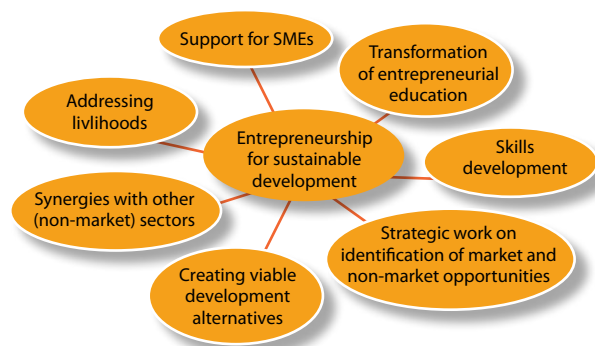 Support for SMEs
Transformation
of entrepreneurial
education
Addressing
livlihoods
Entrepreneurship
for sustainable
development
Skills
development
Synergies with other
(non-market) sectors
Strategic work on
identification of market and
non-market opportunities
Creating viable
development
alternatives